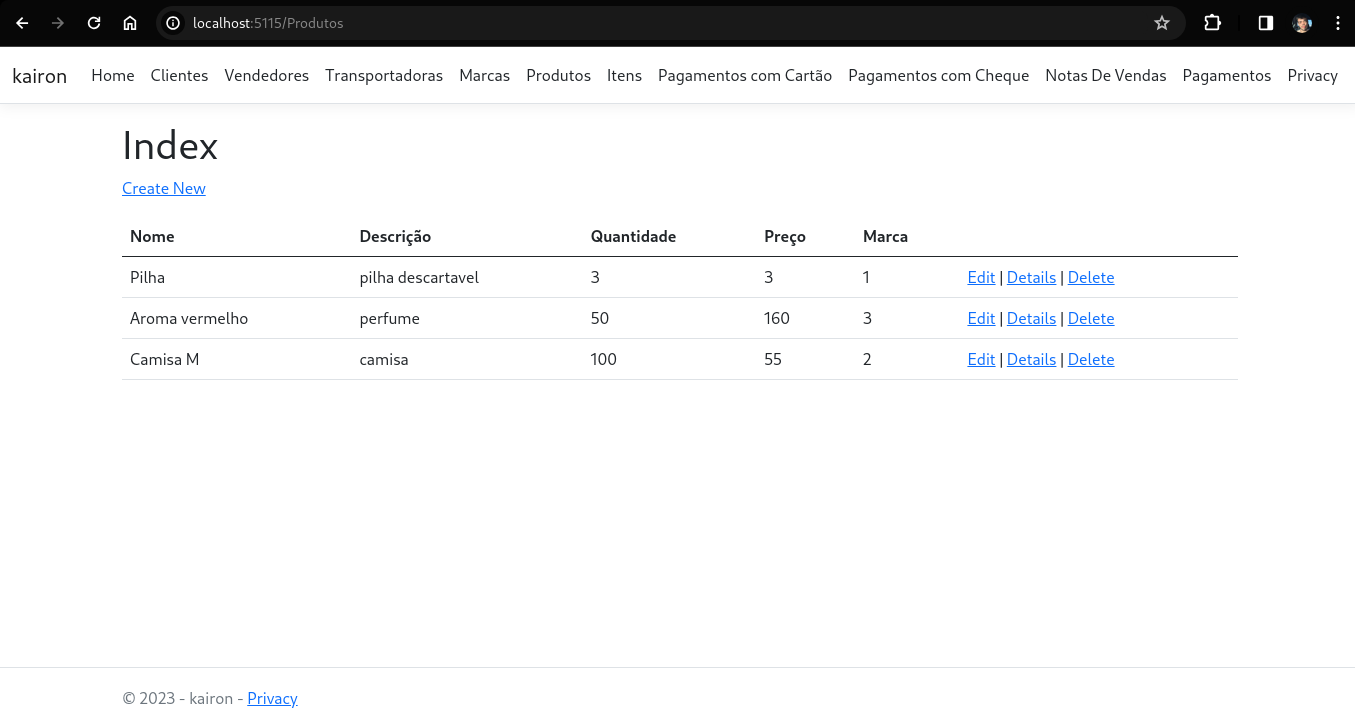 localhost:5115/Produtos
kairon Home Clientes Vendedores Transportadoras Marcas Produtos Itens Pagamentos com Cartão Pagamentos com Cheque Notas De Vendas Pagamentos Privacy
Index
Create New
Nome Descrição Quantidade Preço Marca
Pilha pilha descartavel 3 3 1 Edit | Details | Delete
Aroma vermelho perfume 50 160 3 Edit | Details | Delete
Camisa M camisa 100 55 2 Edit | Details | Delete
© 2023 - kairon - Privacy